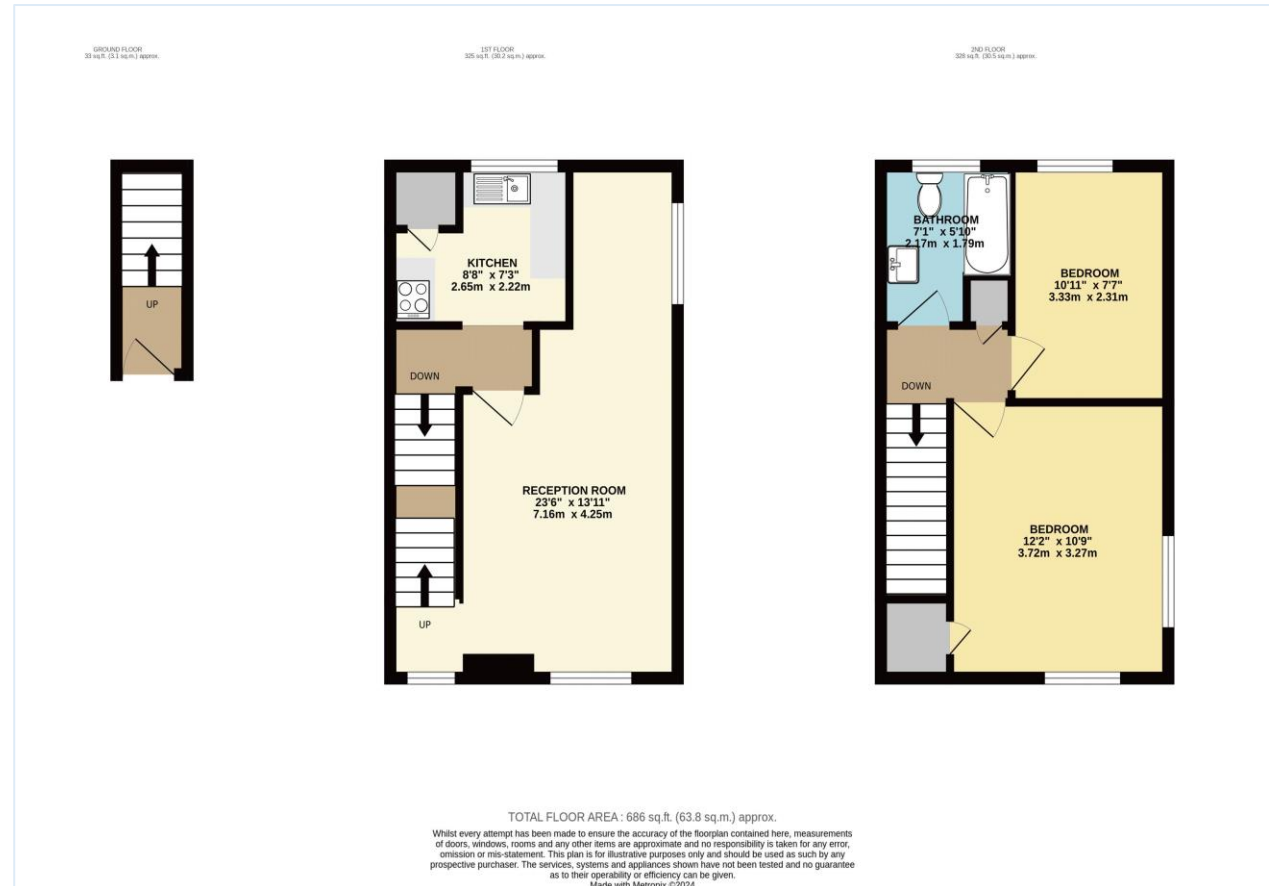 GROUND FLOOR
33 sq.ft. (3.1 sq.m.) approx.
1ST FLOOR
325 sq.ft. (30.2 sq.m.) approx.
2ND FLOOR
328 sq.ft. (30.5 sq.m.) approx.
UP
KITCHEN
8'8" x 7'3"
2.65m x 2.22m
DOWN
RECEPTION ROOM
23'6" x 13'11"
7.16m x 4.25m
UP
BATHROOM
7'1" x 5'10"
2.17m x 1.79m
BEDROOM
10'11" x 7'7"
3.33m x 2.31m
DOWN
BEDROOM
12'2" x 10'9"
3.72m x 3.27m
TOTAL FLOOR AREA : 686 sq.ft. (63.8 sq.m.) approx.
Whilst every attempt has been made to ensure the accuracy of the floorplan contained here, measurements
of doors, windows, rooms and any other items are approximate and no responsibility is taken for any error,
omission or mis-statement. This plan is for illustrative purposes only and should be used as such by any
prospective purchaser. The services, systems and appliances shown have not been tested and no guarantee
as to their operability or efficiency can be given.
Made with Metropix ©2024